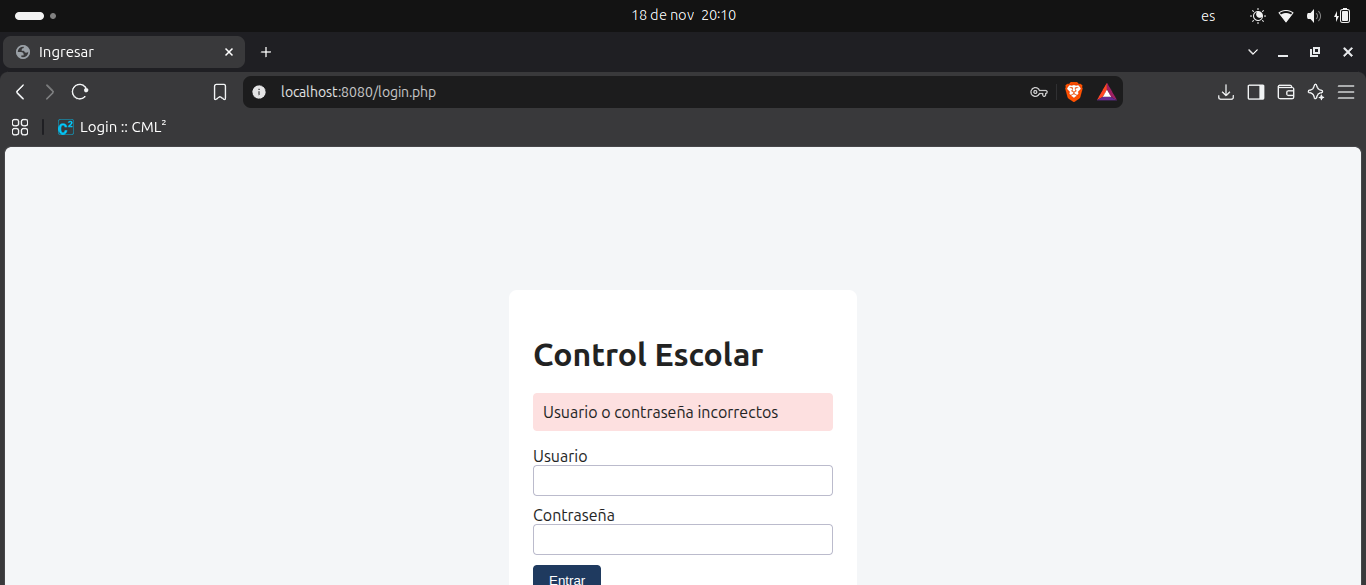 18 de nov 20:10
es
Ingresar
localhost:8080/login.php
Login :: CML²
Control Escolar
Usuario o contraseña incorrectos
Usuario
Contraseña
Entrar